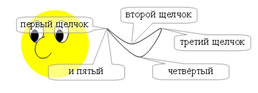 первый щелчок
второй щелчок
третий щелчок
четвёртый
и пятый